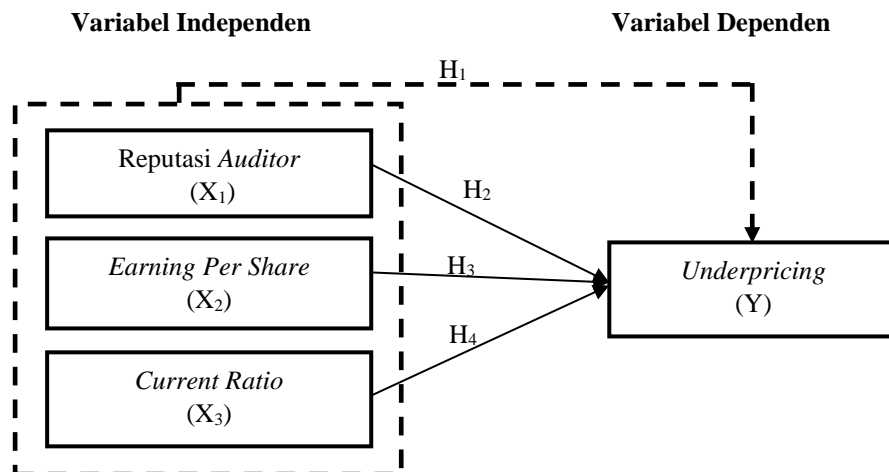 Variabel Independen
Variabel Dependen
H₁
Reputasi Auditor
(X₁)
H₂
Earning Per Share
(X₂)
H₃
Underpricing
(Y)
H₄
Current Ratio
(X₃)